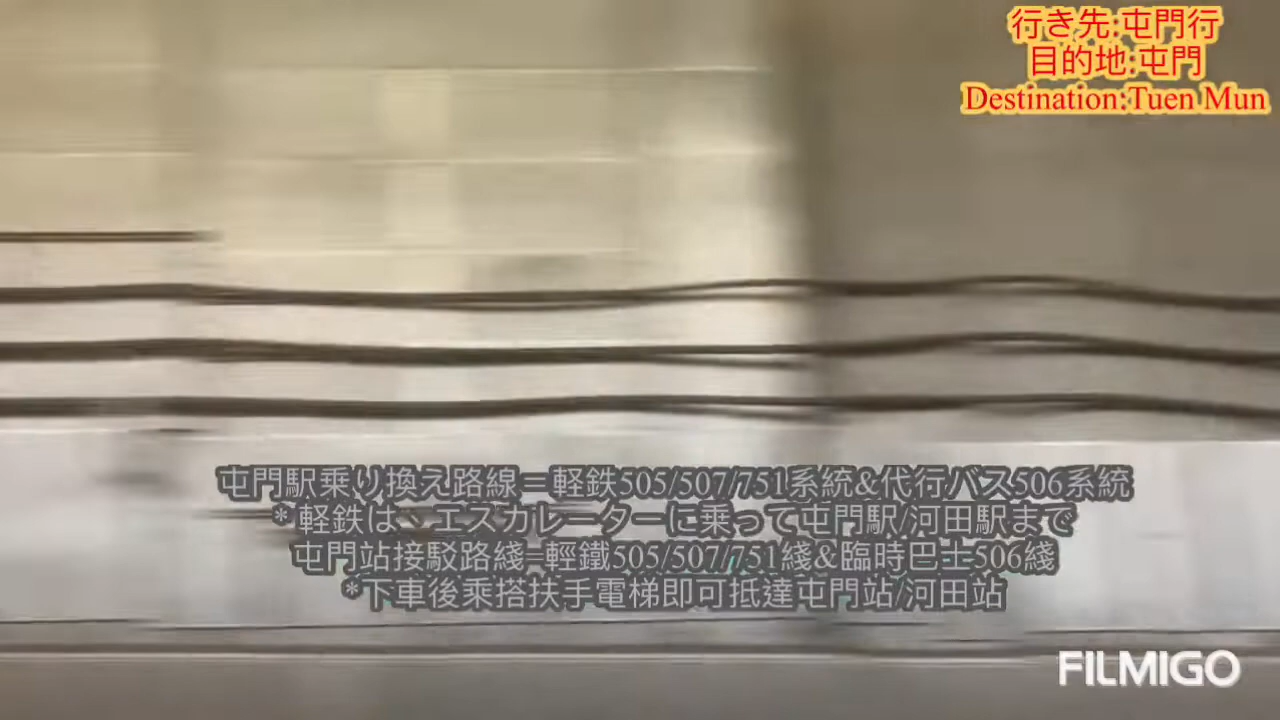 行き先:屯門行
目的地:屯門
Destination:Tuen Mun
屯門駅乗り換え路線＝軽鉄505/507/751系統&代行バス506系統
*軽鉄は、エスカレーターに乗って屯門駅/河田駅まで
屯門站接駁路綫=輕鐵505/507/751綫&臨時巴士506綫
*下車後乘搭扶手電梯即可抵達屯門站/河田站
FILMIGO